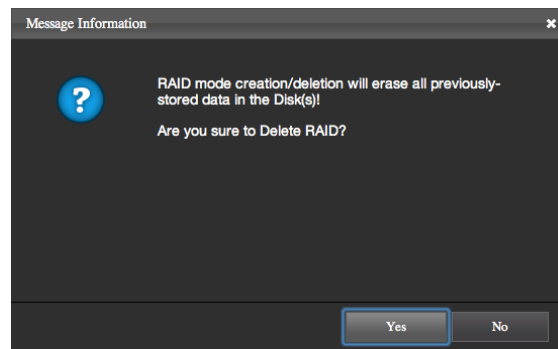 Message Information
RAID mode creation/deletion will erase all previously-
stored data in the Disk(s)!
Are you sure to Delete RAID?
Yes No